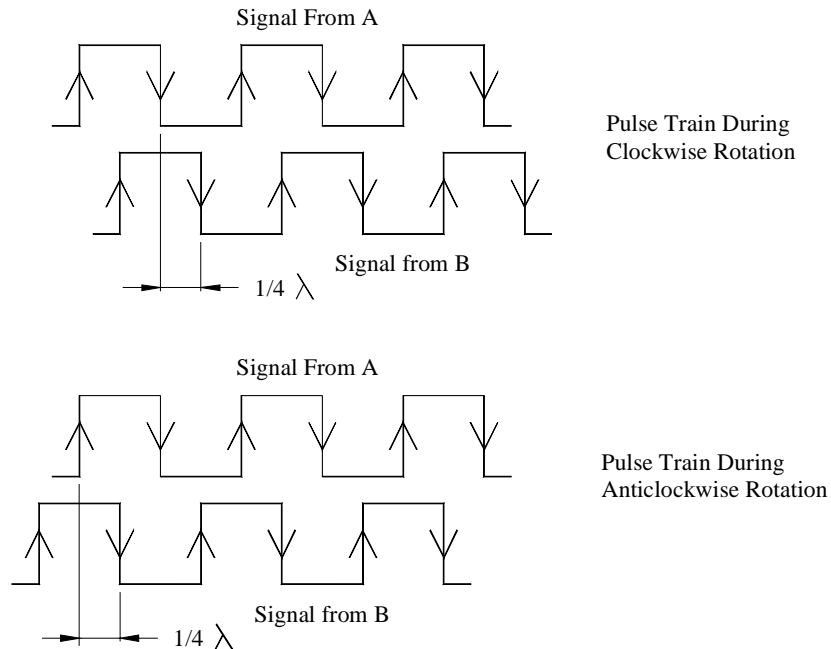 Signal From A
Pulse Train During
Clockwise Rotation
Signal from B
1/4 λ
Signal From A
Pulse Train During
Anticlockwise Rotation
Signal from B
1/4 λ